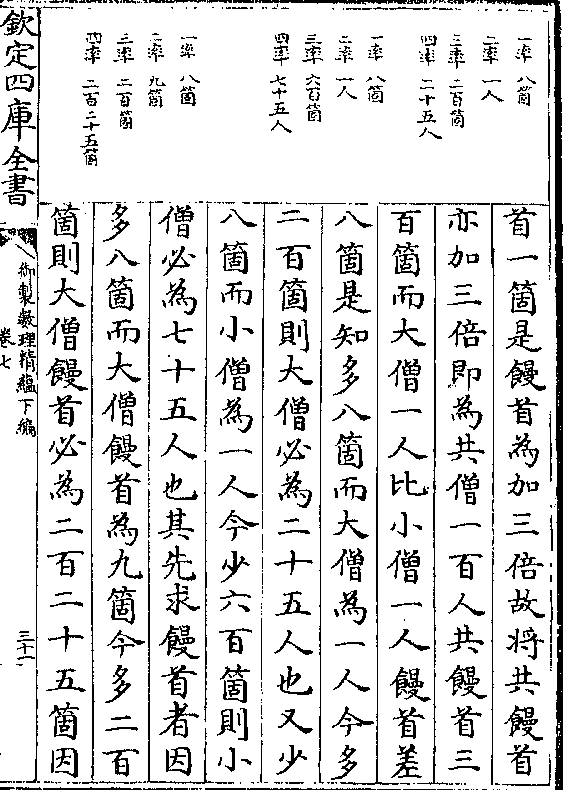 首一箇是饅首為加三倍故將共饅首
亦加三倍即為共僧一百人共饅首三
百箇而大僧一人比小僧一人饅首差
八箇是知多八箇而大僧為一人今多
二百箇則大僧必為二十五人也又少
八箇而小僧為一人今少六百箇則小
僧必為七十五人也其先求饅首者因
多八箇而大僧饅首為九箇今多二百
箇則大僧饅首必為二百二十五箇因
一率 八箇
二率 一人
三率 二百箇
四率 二十五人
一率 八箇
二率 一人
三率 六百箇
四率 七十五人
一率 八箇
二率 九箇
三率 二百箇
四率 二百二十五箇
欽定四庫全書
御製數理精蘊下編
卷七
三十一